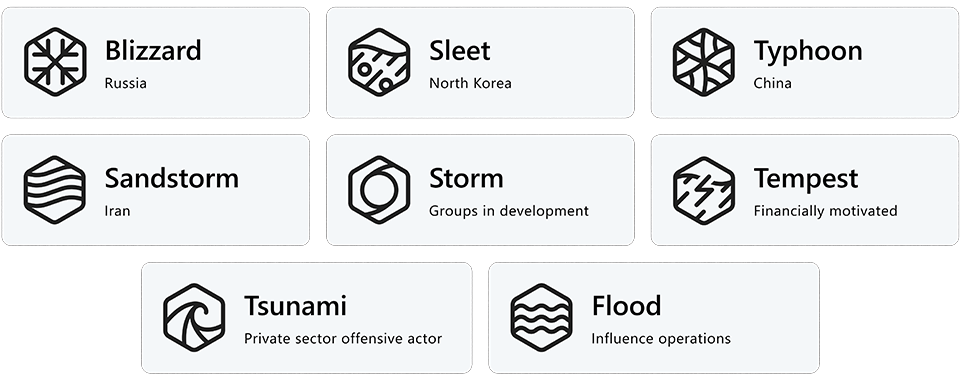 Blizzard
Russia
Sleet
North Korea
Typhoon
China
Sandstorm
Iran
Storm
Groups in development
Tempest
Financially motivated
Tsunami
Private sector offensive actor
Flood
Influence operations